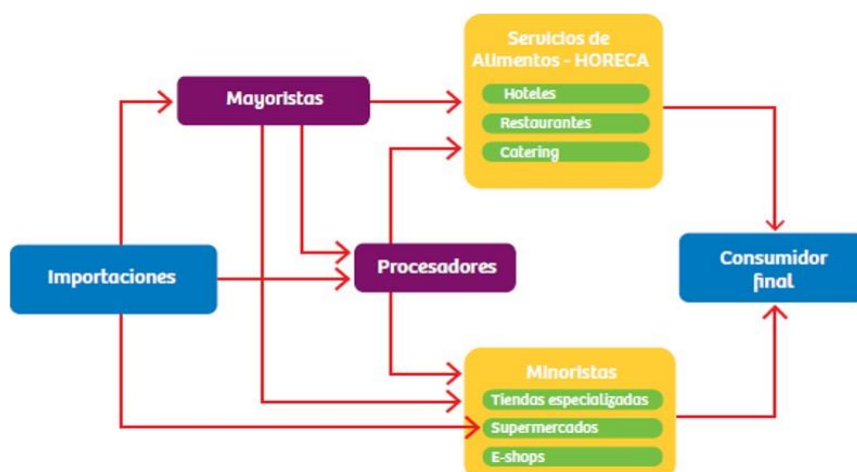 Servicios de
Alimentos - HORECA
Hoteles
Restaurantes
Catering
Mayoristas
Importaciones
Procesadores
Consumidor
final
Minoristas
Tiendas especializadas
Supermercados
E-shops